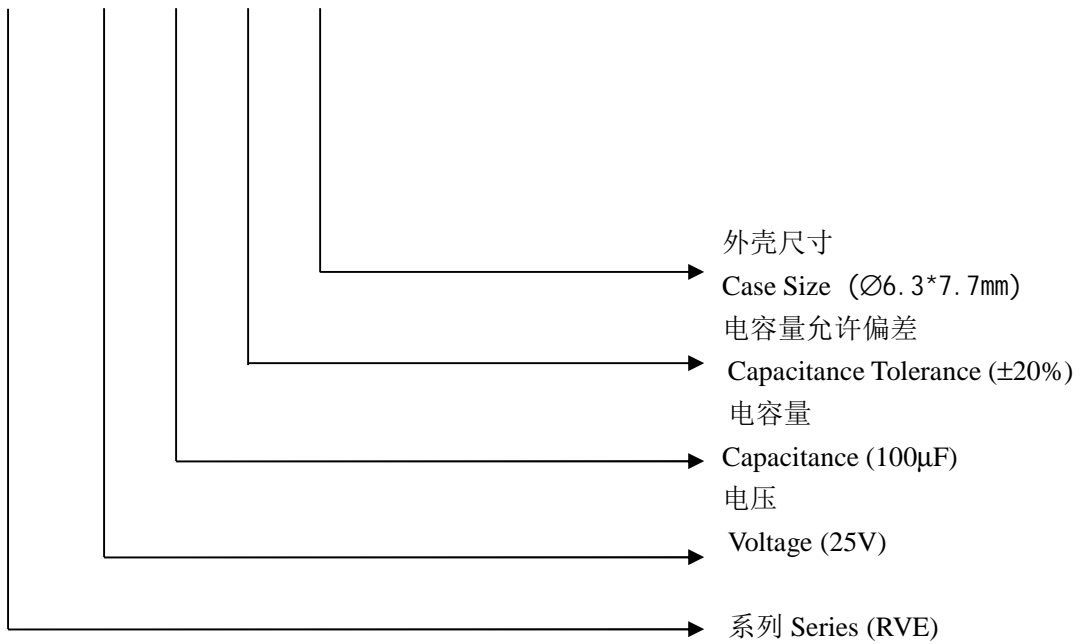 外壳尺寸
Case Size (∅6.3*7.7mm)
电容量允许偏差
Capacitance Tolerance (±20%)
电容量
Capacitance (100μF)
电压
Voltage (25V)
系列 Series (RVE)